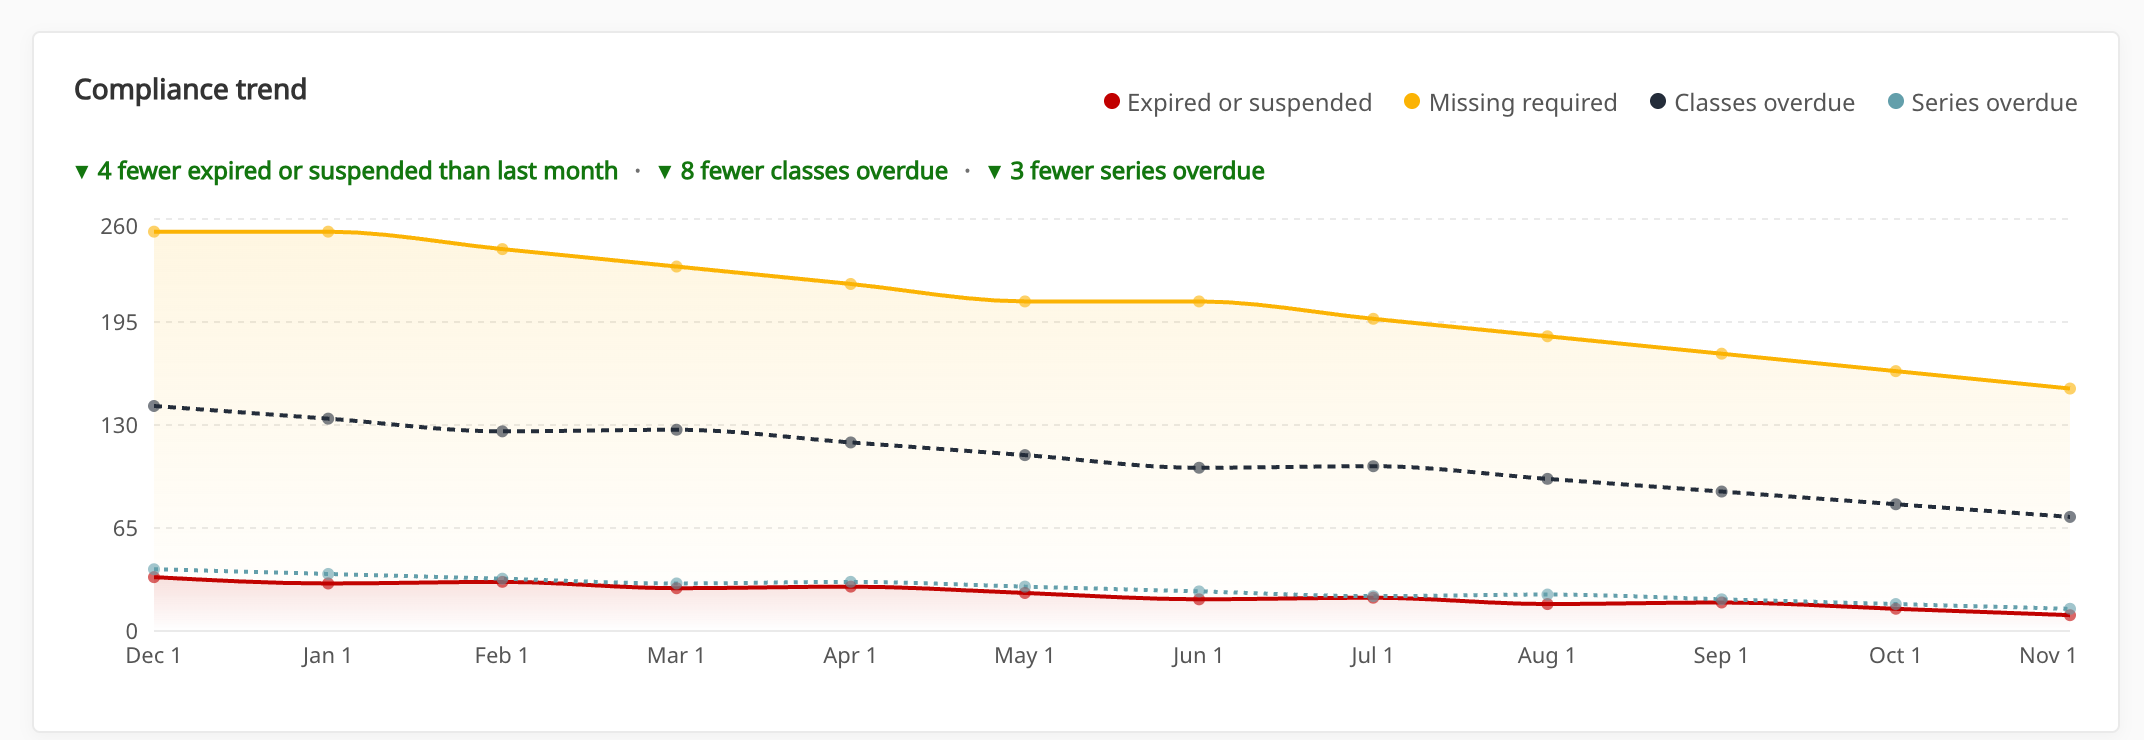 Compliance trend
Expired or suspended Missing required Classes overdue Series overdue
▼ 4 fewer expired or suspended than last month · ▼ 8 fewer classes overdue · ▼ 3 fewer series overdue
260
195
130
65
0
Dec 1 Jan 1 Feb 1 Mar 1 Apr 1 May 1 Jun 1 Jul 1 Aug 1 Sep 1 Oct 1 Nov 1